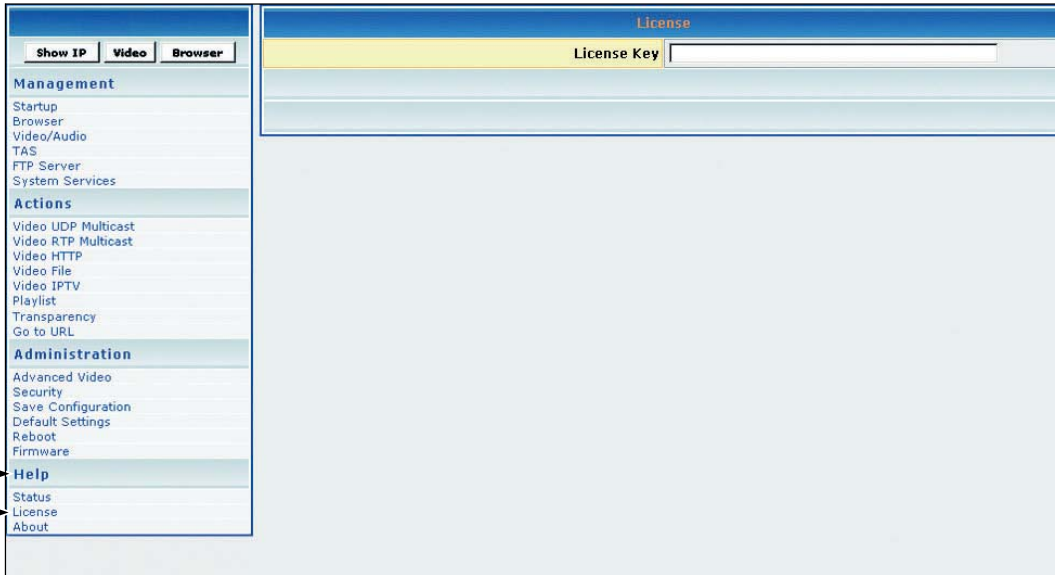 Show IP Video Browser
Management
Startup
Browser
Video/Audio
TAS
FTP Server
System Services
Actions
Video UDP Multicast
Video RTP Multicast
Video HTTP
Video File
Video IPTV
Playlist
Transparency
Go to URL
Administration
Advanced Video
Security
Save Configuration
Default Settings
Reboot
Firmware
Help
Status
License
About
License
License Key